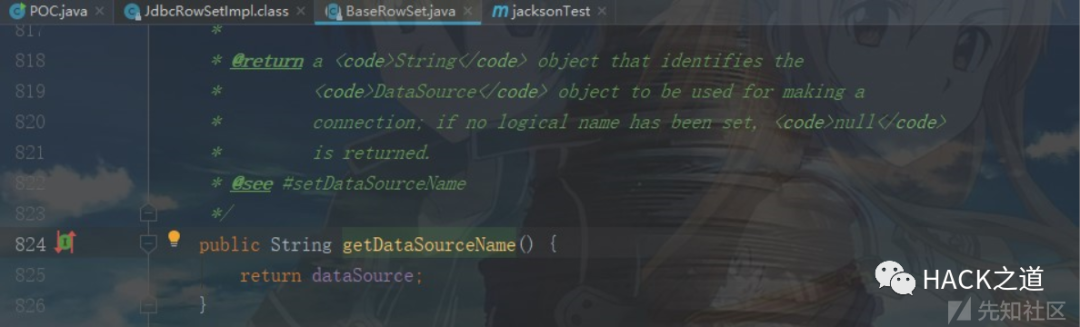 POC.java × JdbcRowSetImpl.class × BaseRowSet.java × m jacksonTest ×
817 *
818 * @return a <code>String</code> object that identifies the
819 * <code>DataSource</code> object to be used for making a
820 * connection; if no logical name has been set, <code>null</code>
821 * is returned.
822 * @see #setDataSourceName
823 */
824 public String getDataSourceName() {
825 return dataSource;
826 }
HACK之道
先知社区